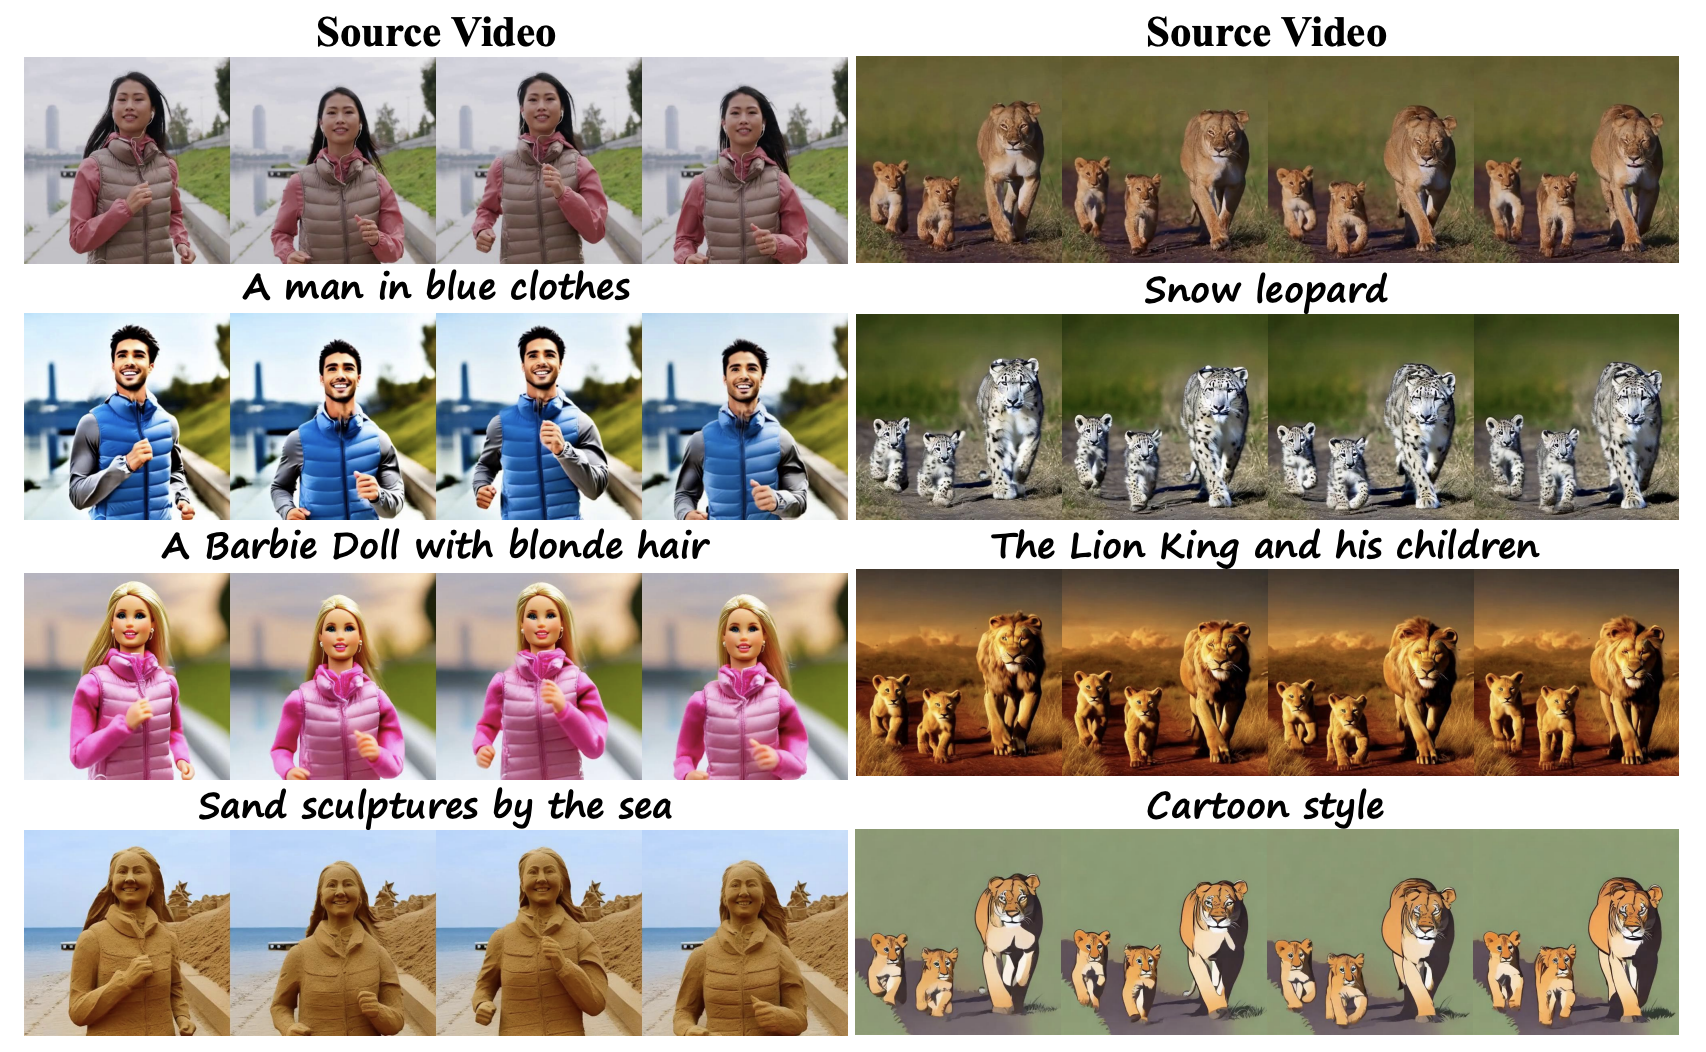 Source Video
Source Video
A man in blue clothes
Snow leopard
A Barbie Doll with blonde hair
The Lion King and his children
Sand sculptures by the sea
Cartoon style